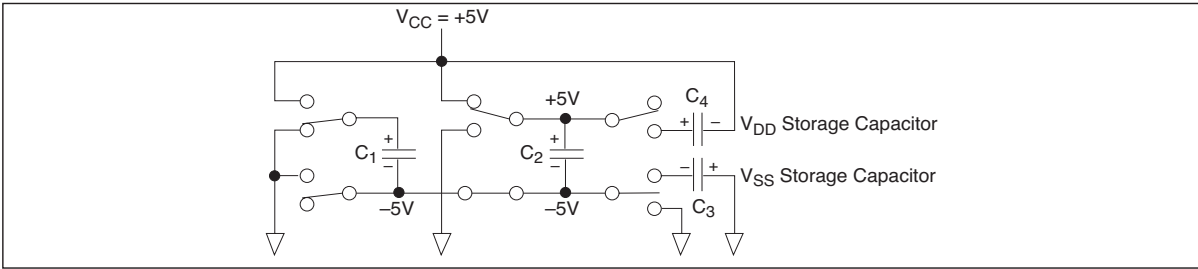 VCC = +5V
+5V
C4
+ –
VDD Storage Capacitor
+
C1
–
+
C2
–
– +
VSS Storage Capacitor
–5V
–5V
C3